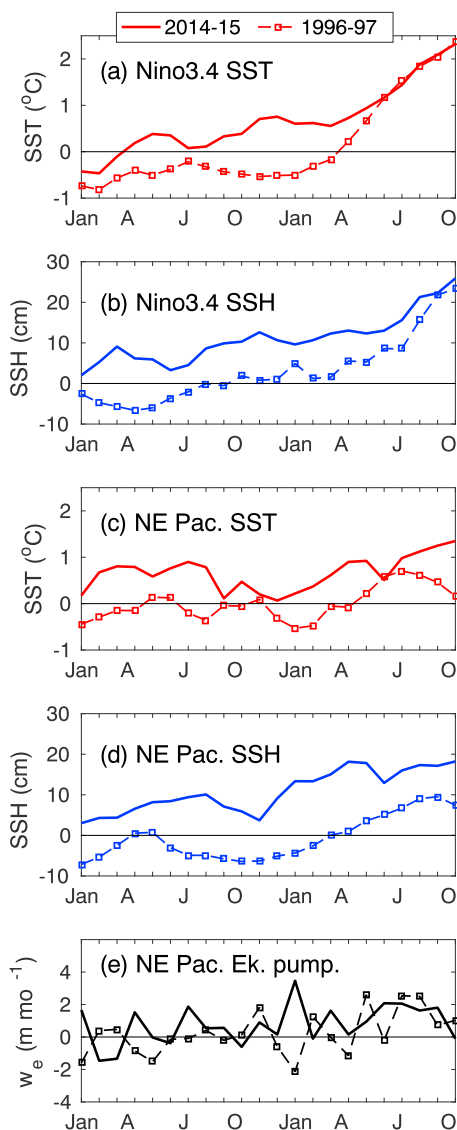 2014-15 1996-97
(a) Nino3.4 SST
SST (°C)
2
1
0
-1
Jan A J O Jan A J O
(b) Nino3.4 SSH
SSH (cm)
30
20
10
0
-10
Jan A J O Jan A J O
(c) NE Pac. SST
SST (°C)
2
1
0
-1
Jan A J O Jan A J O
(d) NE Pac. SSH
SSH (cm)
30
20
10
0
-10
Jan A J O Jan A J O
(e) NE Pac. Ek. pump.
w_e (m mo⁻¹)
4
2
0
-2
-4
Jan A J O Jan A J O